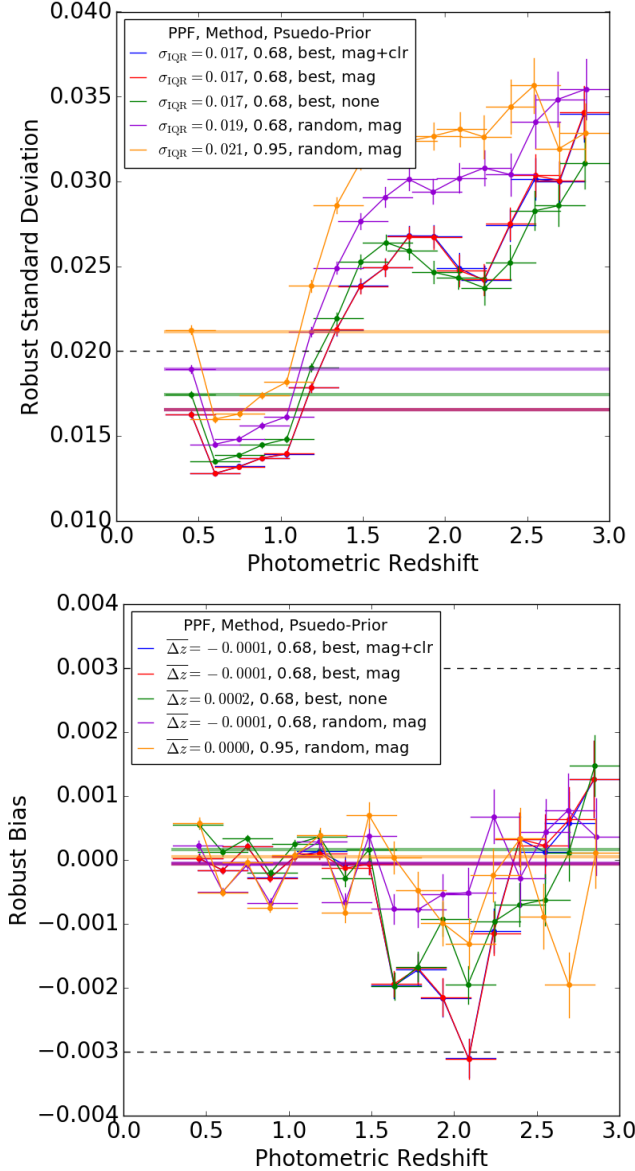 0.040
0.035
0.030
0.025
0.020
0.015
0.010
Robust Standard Deviation
PPF, Method, Psuedo-Prior
σIQR = 0.017, 0.68, best, mag+clr
σIQR = 0.017, 0.68, best, mag
σIQR = 0.017, 0.68, best, none
σIQR = 0.019, 0.68, random, mag
σIQR = 0.021, 0.95, random, mag
0.0 0.5 1.0 1.5 2.0 2.5 3.0
Photometric Redshift
0.004
0.003
0.002
0.001
0.000
−0.001
−0.002
−0.003
−0.004
Robust Bias
PPF, Method, Psuedo-Prior
Δz = −0.0001, 0.68, best, mag+clr
Δz = −0.0001, 0.68, best, mag
Δz = 0.0002, 0.68, best, none
Δz = −0.0001, 0.68, random, mag
Δz = 0.0000, 0.95, random, mag
0.0 0.5 1.0 1.5 2.0 2.5 3.0
Photometric Redshift